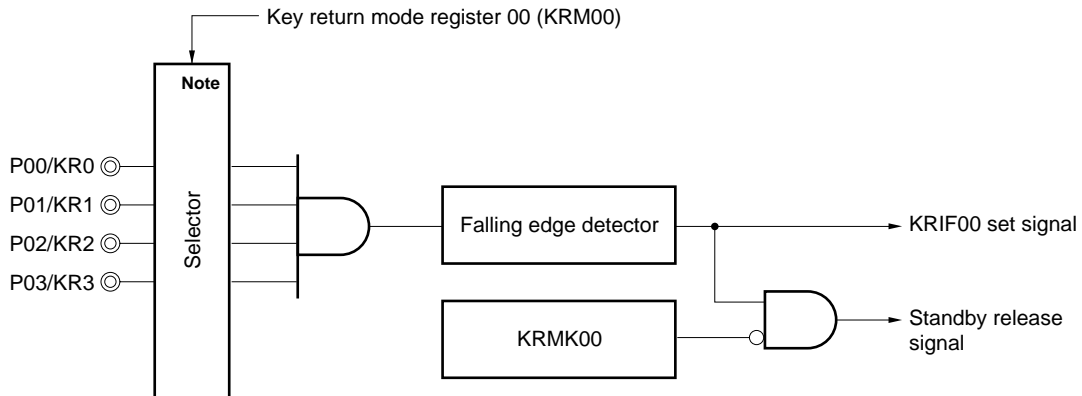 Key return mode register 00 (KRM00)
Note
P00/KR0
P01/KR1
P02/KR2
P03/KR3
Selector
Falling edge detector
KRIF00 set signal
KRMK00
Standby release
signal